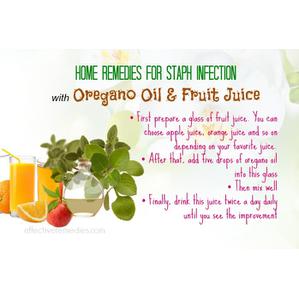 HOME REMEDIES FOR STAPH INFECTION
with Oregano Oil & Fruit Juice
• First prepare a glass of fruit juice. You can
choose apple juice, orange juice and so on
depending on your favorite juice.
• After that, add five drops of oregano oil
into this glass
• Then mix well
• Finally, drink this juice twice a day daily
until you see the improvement
effectiveremedies.com